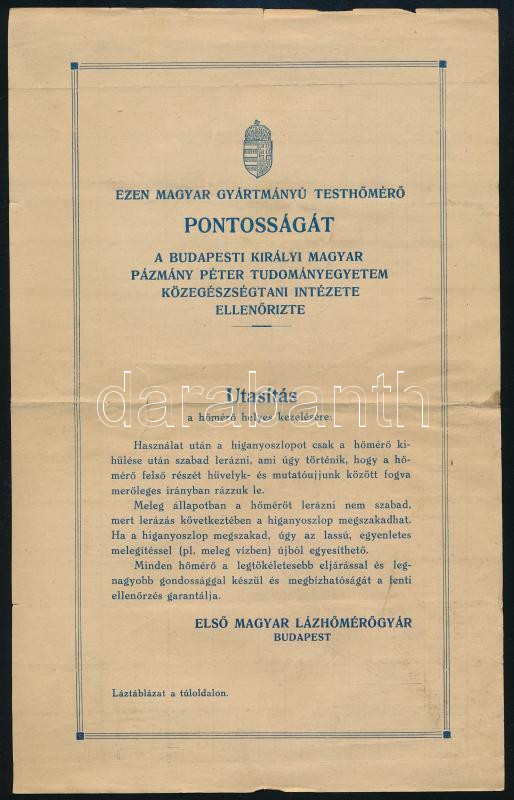 EZEN MAGYAR GYÁRTMÁNYÚ TESTHŐMÉRŐ
PONTOSSÁGÁT
A BUDAPESTI KIRÁLYI MAGYAR
PÁZMÁNY PÉTER TUDOMÁNYEGYETEM
KÖZEGÉSZSÉGTANI INTÉZETE
ELLENŐRIZTE
Utasítás
darabanth
a hőmérő helyes kezelésére.
Használat után a higanyoszlopot csak a hőmérő ki-
hülése után szabad lerázni, ami úgy történik, hogy a hő-
mérő felső részét hüvelyk- és mutatóujjunk között fogva
merőleges irányban rázzuk le.
Meleg állapotban a hőmérőt lerázni nem szabad,
mert lerázás következtében a higanyoszlop megszakadhat.
Ha a higanyoszlop megszakad, úgy az lassú, egyenletes
melegítéssel (pl. meleg vízben) újból egyesíthető.
Minden hőmérő a legtökéletesebb eljárással és leg-
nagyobb gondossággal készül és megbízhatóságát a fenti
ellenőrzés garantálja.
ELSŐ MAGYAR LÁZHŐMÉRŐGYÁR
BUDAPEST
Láztáblázat a túloldalon.